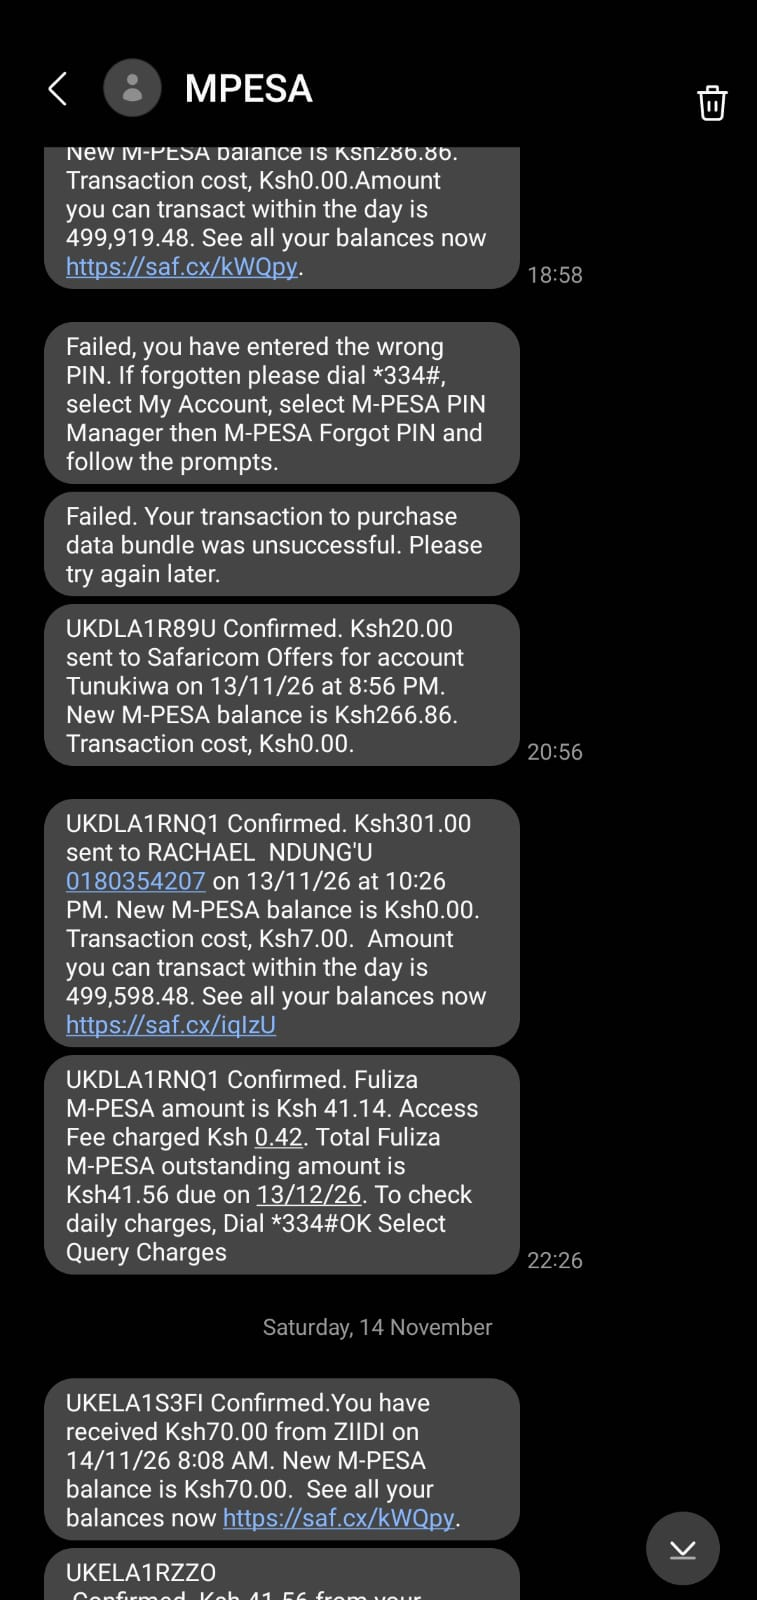 MPESA
New M-PESA balance is Ksh286.86.
Transaction cost, Ksh0.00.Amount
you can transact within the day is
499,919.48. See all your balances now
https://saf.cx/kWQpy.
18:58
Failed, you have entered the wrong
PIN. If forgotten please dial *334#,
select My Account, select M-PESA PIN
Manager then M-PESA Forgot PIN and
follow the prompts.
Failed. Your transaction to purchase
data bundle was unsuccessful. Please
try again later.
UKDLA1R89U Confirmed. Ksh20.00
sent to Safaricom Offers for account
Tunukiwa on 13/11/26 at 8:56 PM.
New M-PESA balance is Ksh266.86.
Transaction cost, Ksh0.00.
20:56
UKDLA1RNQ1 Confirmed. Ksh301.00
sent to RACHAEL  NDUNG'U
0180354207 on 13/11/26 at 10:26
PM. New M-PESA balance is Ksh0.00.
Transaction cost, Ksh7.00.  Amount
you can transact within the day is
499,598.48. See all your balances now
https://saf.cx/iqIzU
UKDLA1RNQ1 Confirmed. Fuliza
M-PESA amount is Ksh 41.14. Access
Fee charged Ksh 0.42. Total Fuliza
M-PESA outstanding amount is
Ksh41.56 due on 13/12/26. To check
daily charges, Dial *334#OK Select
Query Charges
22:26
Saturday, 14 November
UKELA1S3FI Confirmed.You have
received Ksh70.00 from ZIIDI on
14/11/26 8:08 AM. New M-PESA
balance is Ksh70.00.  See all your
balances now https://saf.cx/kWQpy.
UKELA1RZZO
Confirmed. Ksh 41.56 from your